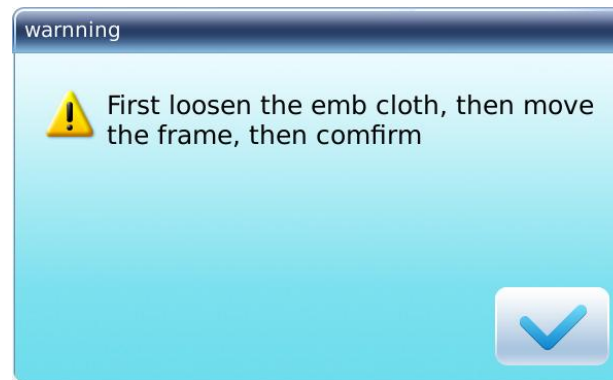 warnning
First loosen the emb cloth, then move
the frame, then comfirm